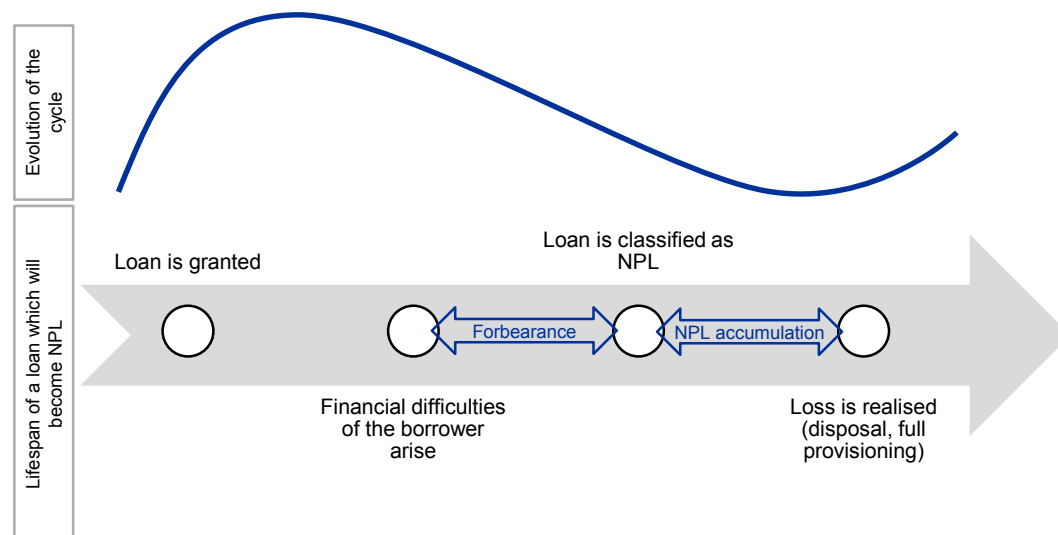 Evolution of the
cycle
Lifespan of a loan which will
become NPL
Loan is granted
Loan is classified as
NPL
Forbearance
NPL accumulation
Financial difficulties
of the borrower
arise
Loss is realised
(disposal, full
provisioning)